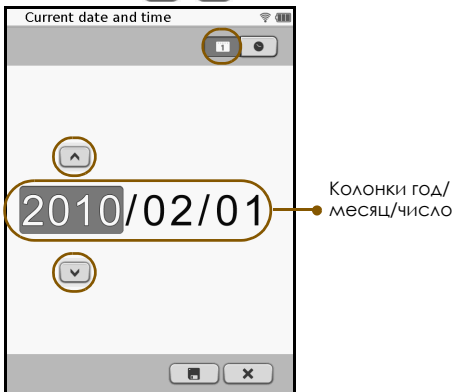 Current date and time
1
2010/02/01
Колонки год/
месяц/число